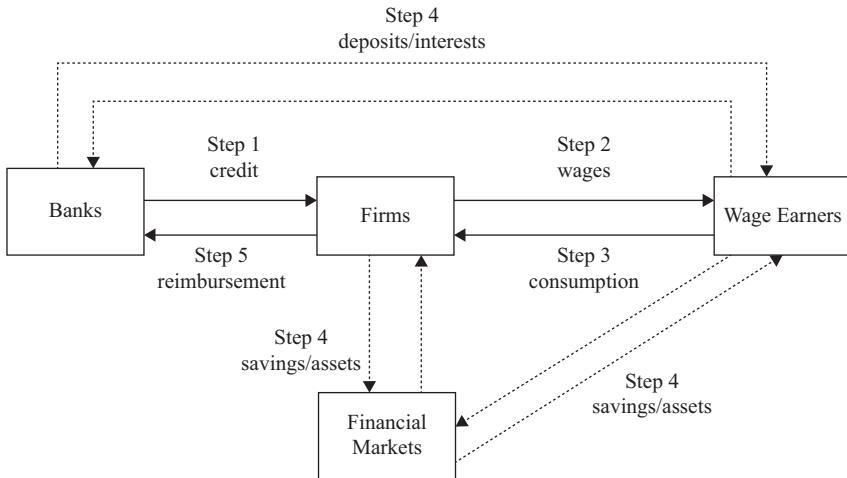 Step 4
deposits/interests
Step 1
credit
Step 2
wages
Banks
Firms
Wage Earners
Step 5
reimbursement
Step 3
consumption
Step 4
savings/assets
Step 4
savings/assets
Financial
Markets